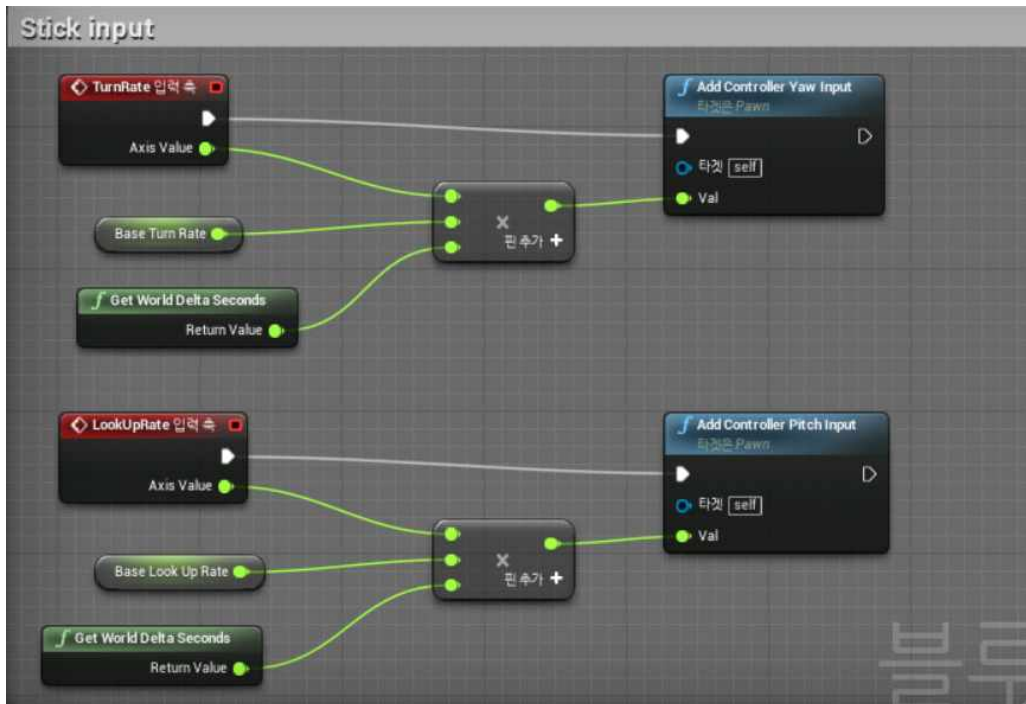 Stick input
TurnRate 입력 축
Axis Value
Base Turn Rate
Get World Delta Seconds
Return Value
×
핀 추가 +
Add Controller Yaw Input
타겟은 Pawn
타겟 self
Val
LookUpRate 입력 축
Axis Value
Base Look Up Rate
Get World Delta Seconds
Return Value
×
핀 추가 +
Add Controller Pitch Input
타겟은 Pawn
타겟 self
Val